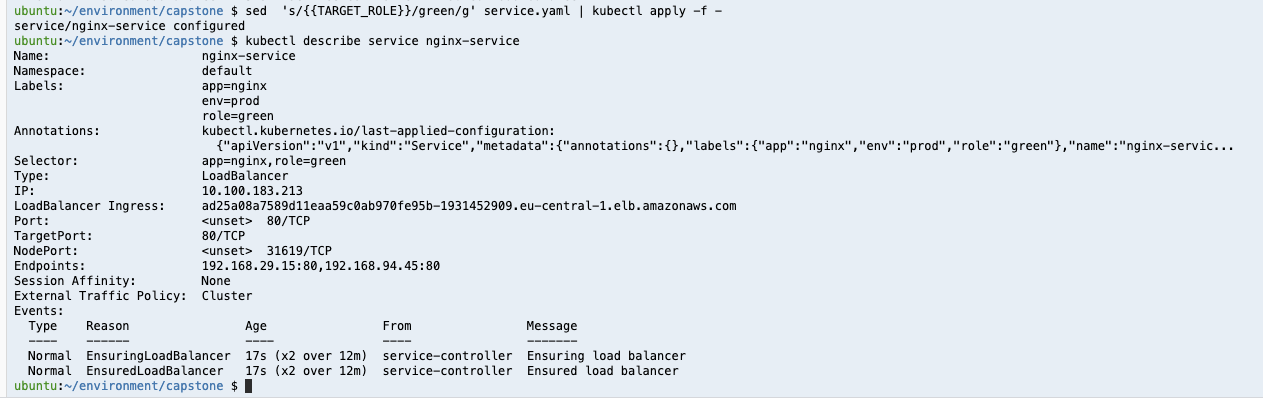 ubuntu:~/environment/capstone $ sed  's/{{TARGET_ROLE}}/green/g' service.yaml | kubectl apply -f -
service/nginx-service configured
ubuntu:~/environment/capstone $ kubectl describe service nginx-service
Name:                     nginx-service
Namespace:                default
Labels:                   app=nginx
                          env=prod
                          role=green
Annotations:              kubectl.kubernetes.io/last-applied-configuration:
                            {"apiVersion":"v1","kind":"Service","metadata":{"annotations":{},"labels":{"app":"nginx","env":"prod","role":"green"},"name":"nginx-servic...
Selector:                 app=nginx,role=green
Type:                     LoadBalancer
IP:                       10.100.183.213
LoadBalancer Ingress:     ad25a08a7589d11eaa59c0ab970fe95b-1931452909.eu-central-1.elb.amazonaws.com
Port:                     <unset>  80/TCP
TargetPort:               80/TCP
NodePort:                 <unset>  31619/TCP
Endpoints:                192.168.29.15:80,192.168.94.45:80
Session Affinity:         None
External Traffic Policy:  Cluster
Events:
  Type    Reason                Age                 From                Message
  ----    ------                ----                ----                -------
  Normal  EnsuringLoadBalancer  17s (x2 over 12m)  service-controller  Ensuring load balancer
  Normal  EnsuredLoadBalancer   17s (x2 over 12m)  service-controller  Ensured load balancer
ubuntu:~/environment/capstone $